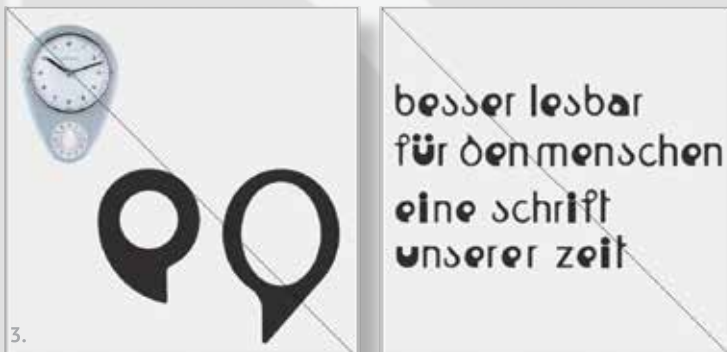 3.
besser lesbar
für den menschen
eine schrift
unserer zeit